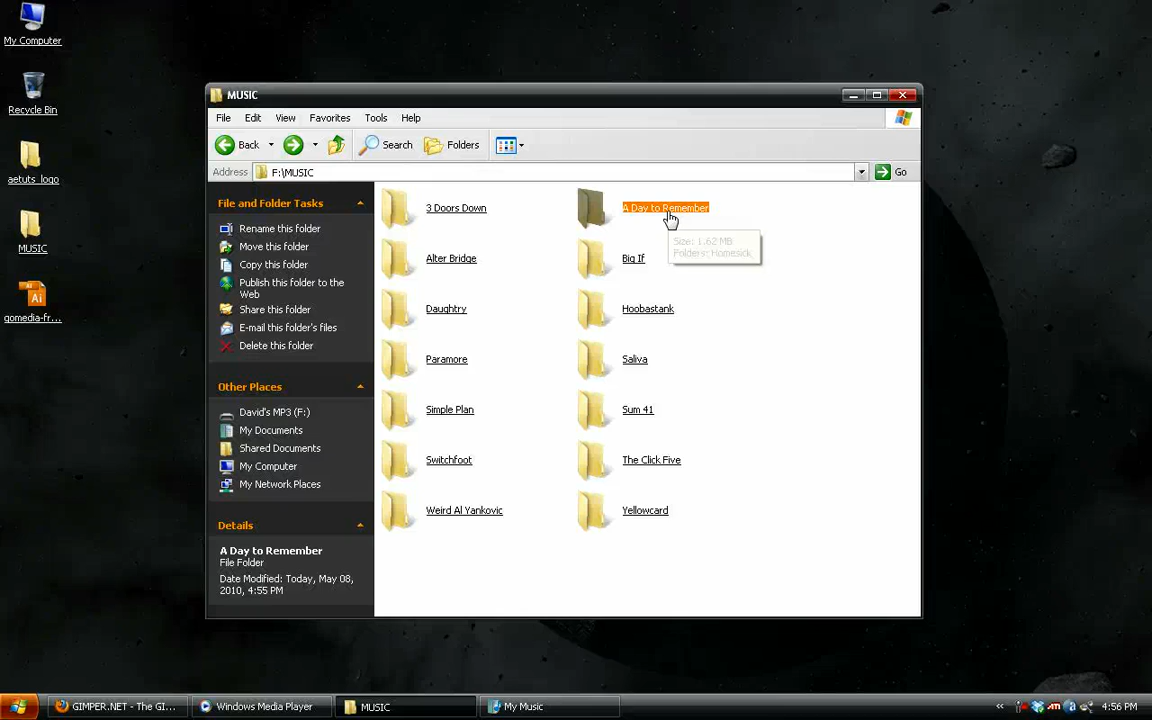 My Computer
Recycle Bin
aetuts_logo
MUSIC
gomedia-fr...
MUSIC
File Edit View Favorites Tools Help
Back Search Folders
Address F:\MUSIC Go
File and Folder Tasks
Rename this folder
Move this folder
Copy this folder
Publish this folder to the
Web
Share this folder
E-mail this folder's files
Delete this folder
Other Places
David's MP3 (F:)
My Documents
Shared Documents
My Computer
My Network Places
Details
A Day to Remember
File Folder
Date Modified: Today, May 08,
2010, 4:55 PM
3 Doors Down A Day to Remember
Size: 1.62 MB
Folders: Homesick
Alter Bridge Big If
Daughtry Hoobastank
Paramore Saliva
Simple Plan Sum 41
Switchfoot The Click Five
Weird Al Yankovic Yellowcard
GIMPER.NET - The GI... Windows Media Player MUSIC My Music 4:56 PM